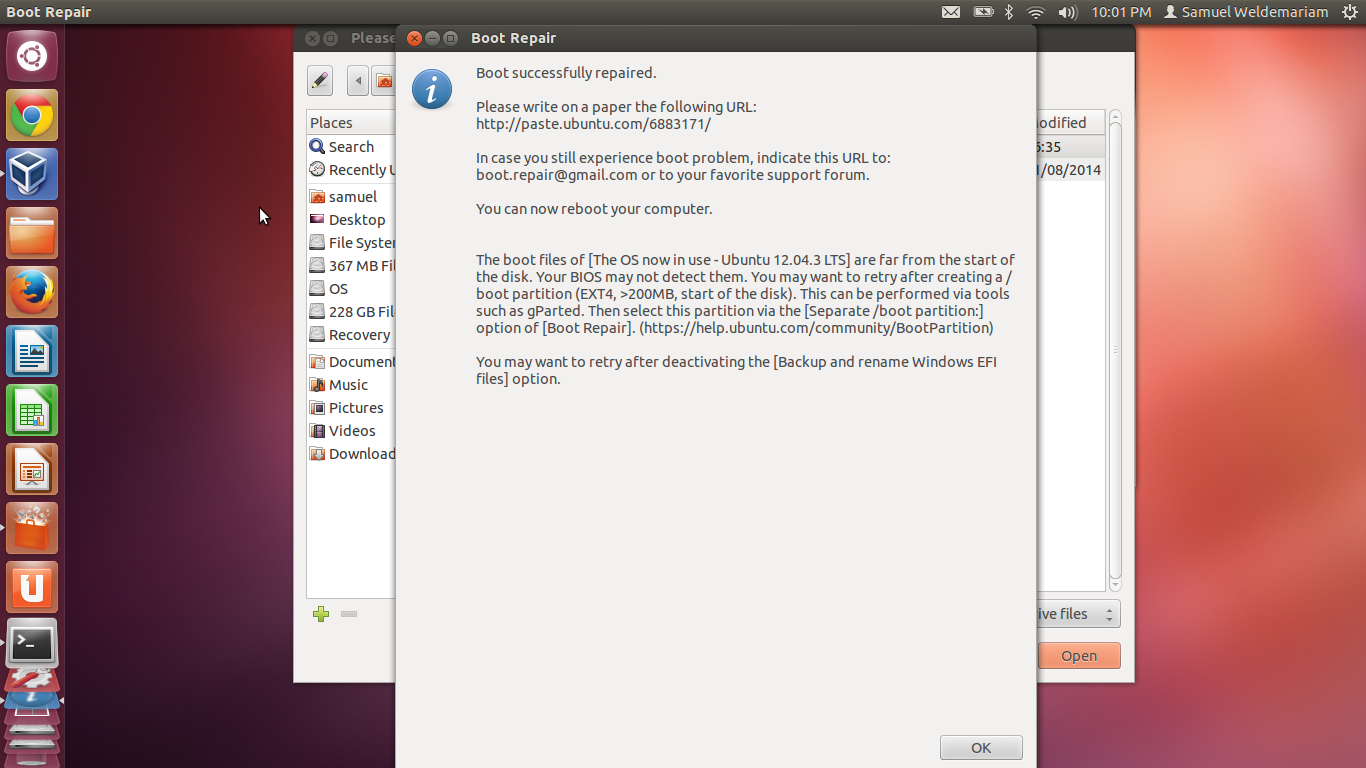 Boot Repair
10:01 PM
Samuel Weldemariam
Please
Boot Repair
Places
Search
Recently U
samuel
Desktop
File System
367 MB Fil
OS
228 GB Fil
Recovery
Document
Music
Pictures
Videos
Download
Boot successfully repaired.
Please write on a paper the following URL:
http://paste.ubuntu.com/6883171/
In case you still experience boot problem, indicate this URL to:
boot.repair@gmail.com or to your favorite support forum.
You can now reboot your computer.
The boot files of [The OS now in use - Ubuntu 12.04.3 LTS] are far from the start of
the disk. Your BIOS may not detect them. You may want to retry after creating a /
boot partition (EXT4, >200MB, start of the disk). This can be performed via tools
such as gParted. Then select this partition via the [Separate /boot partition:]
option of [Boot Repair]. (https://help.ubuntu.com/community/BootPartition)
You may want to retry after deactivating the [Backup and rename Windows EFI
files] option.
OK
odified
5:35
1/08/2014
ive files
Open